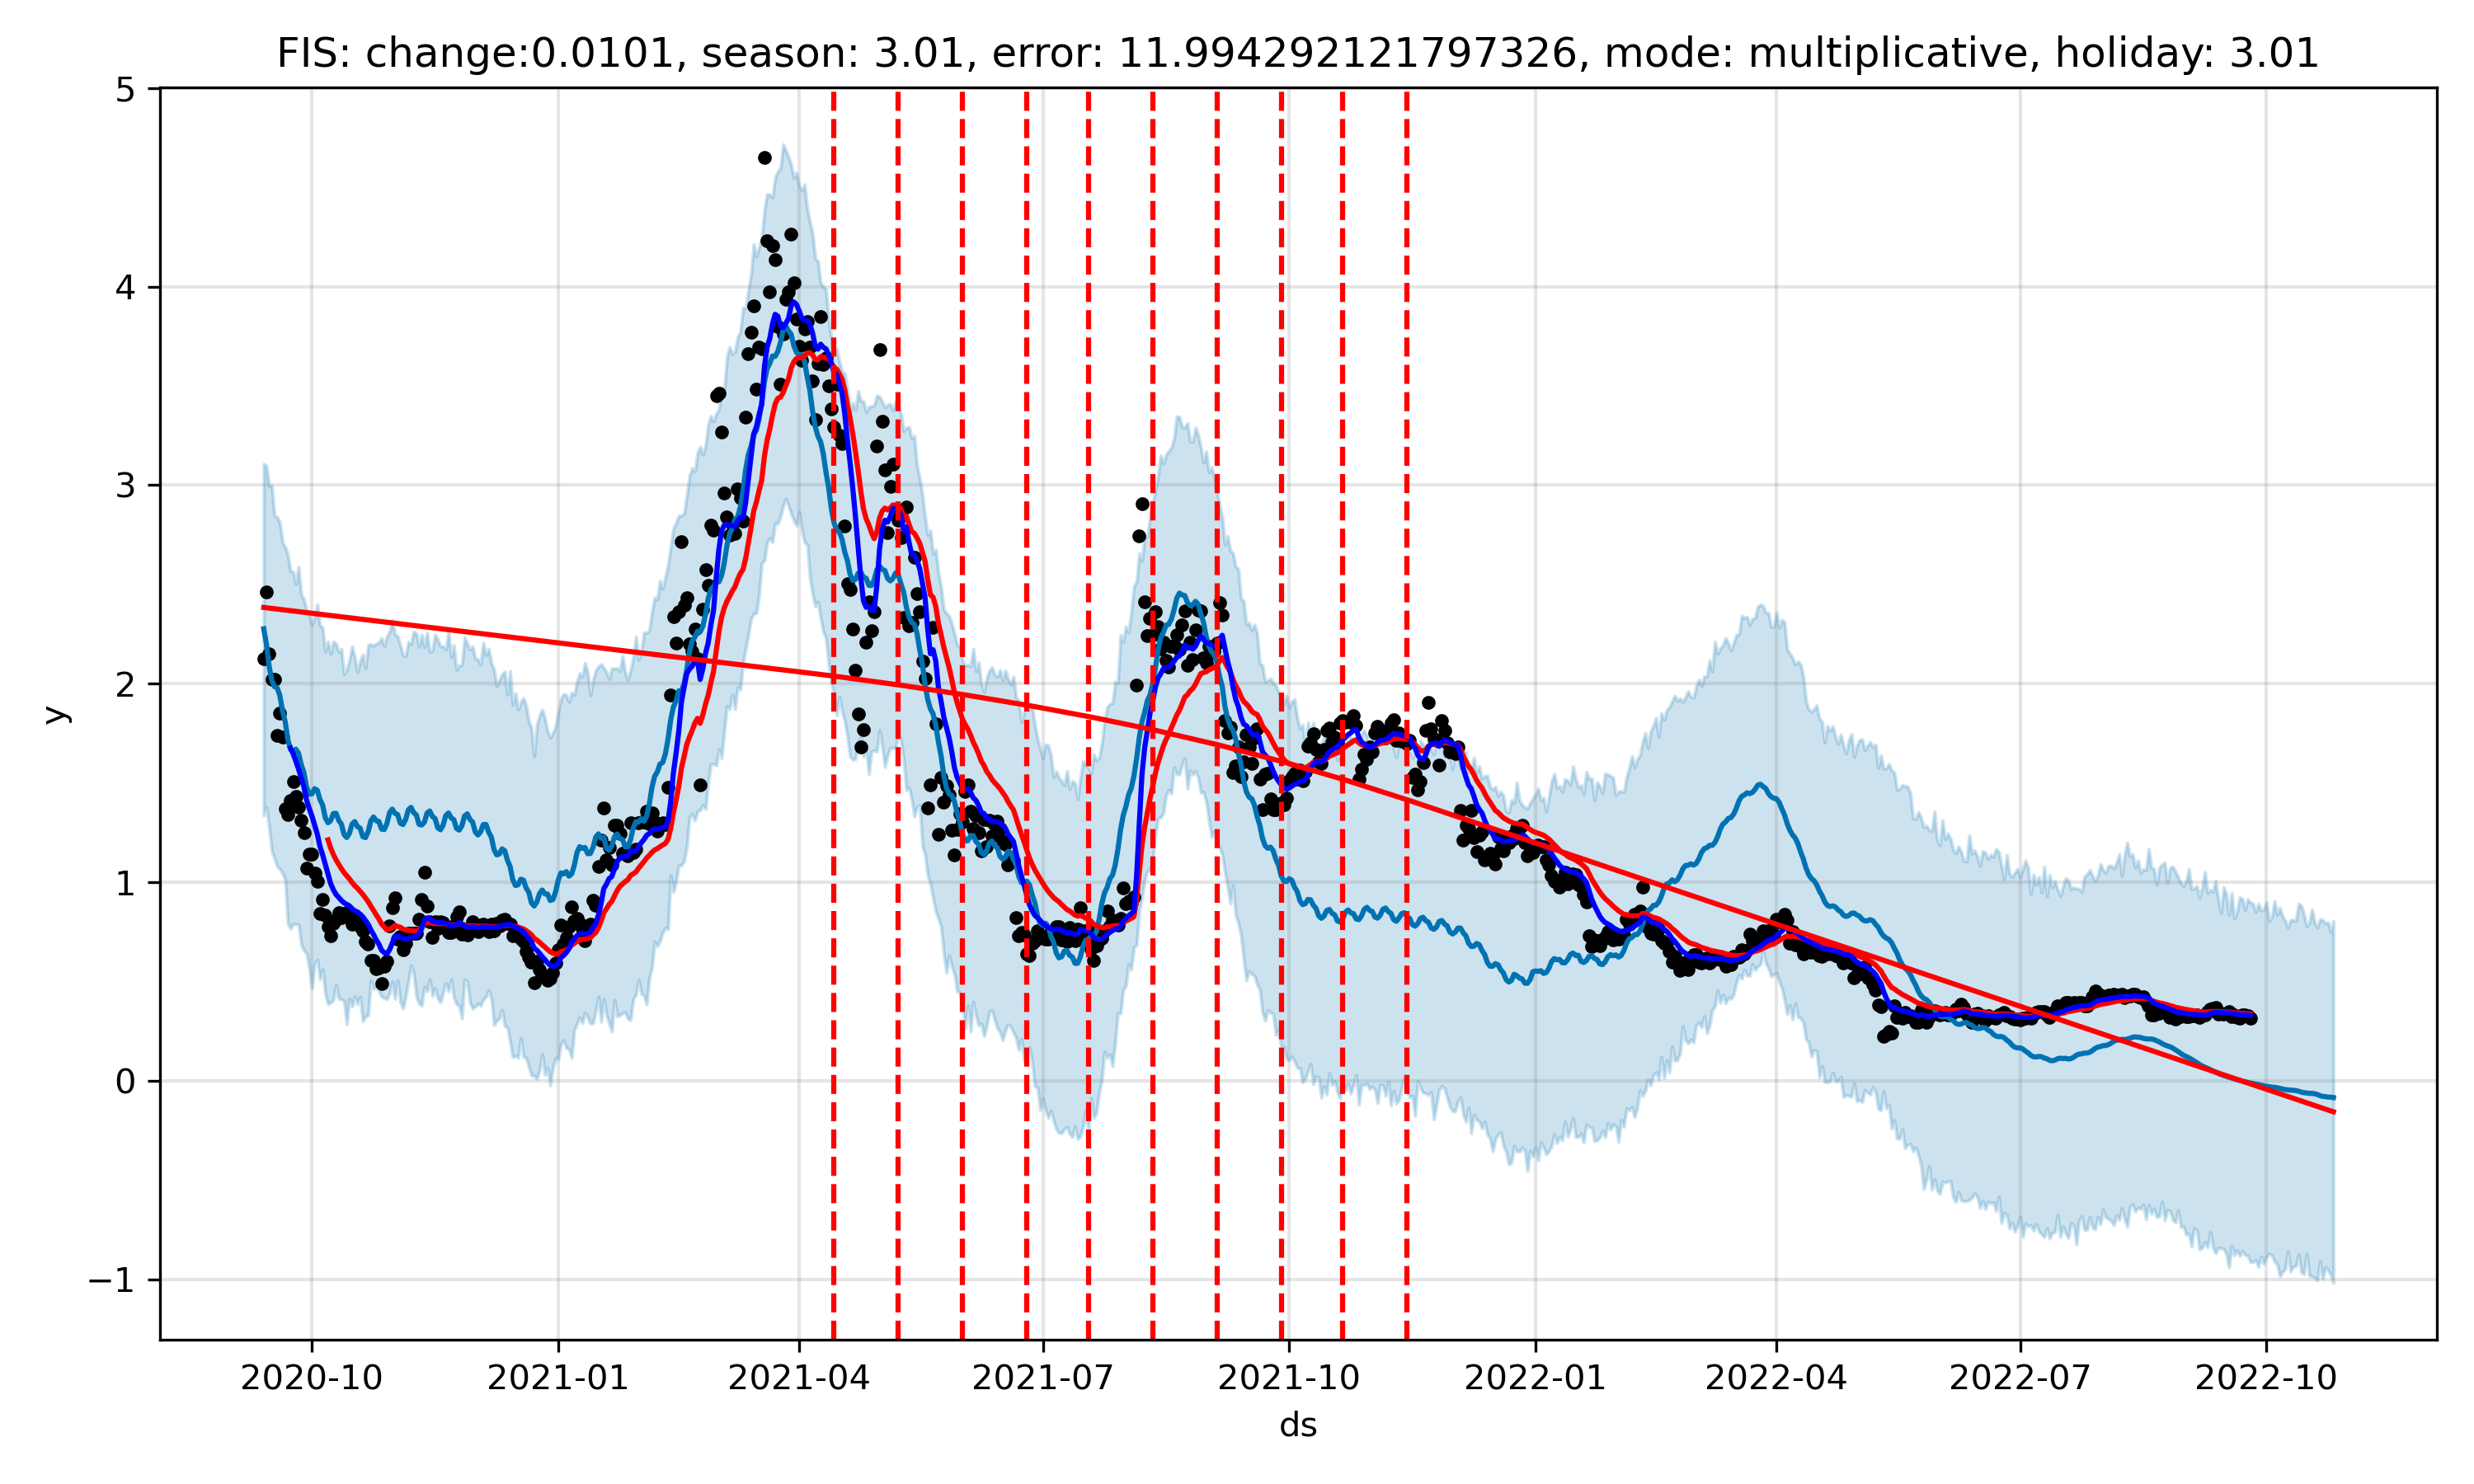 FIS: change:0.0101, season: 3.01, error: 11.994292121797326, mode: multiplicative, holiday: 3.01
5
4
3
2
1
0
−1
y
2020-10 2021-01 2021-04 2021-07 2021-10 2022-01 2022-04 2022-07 2022-10
ds